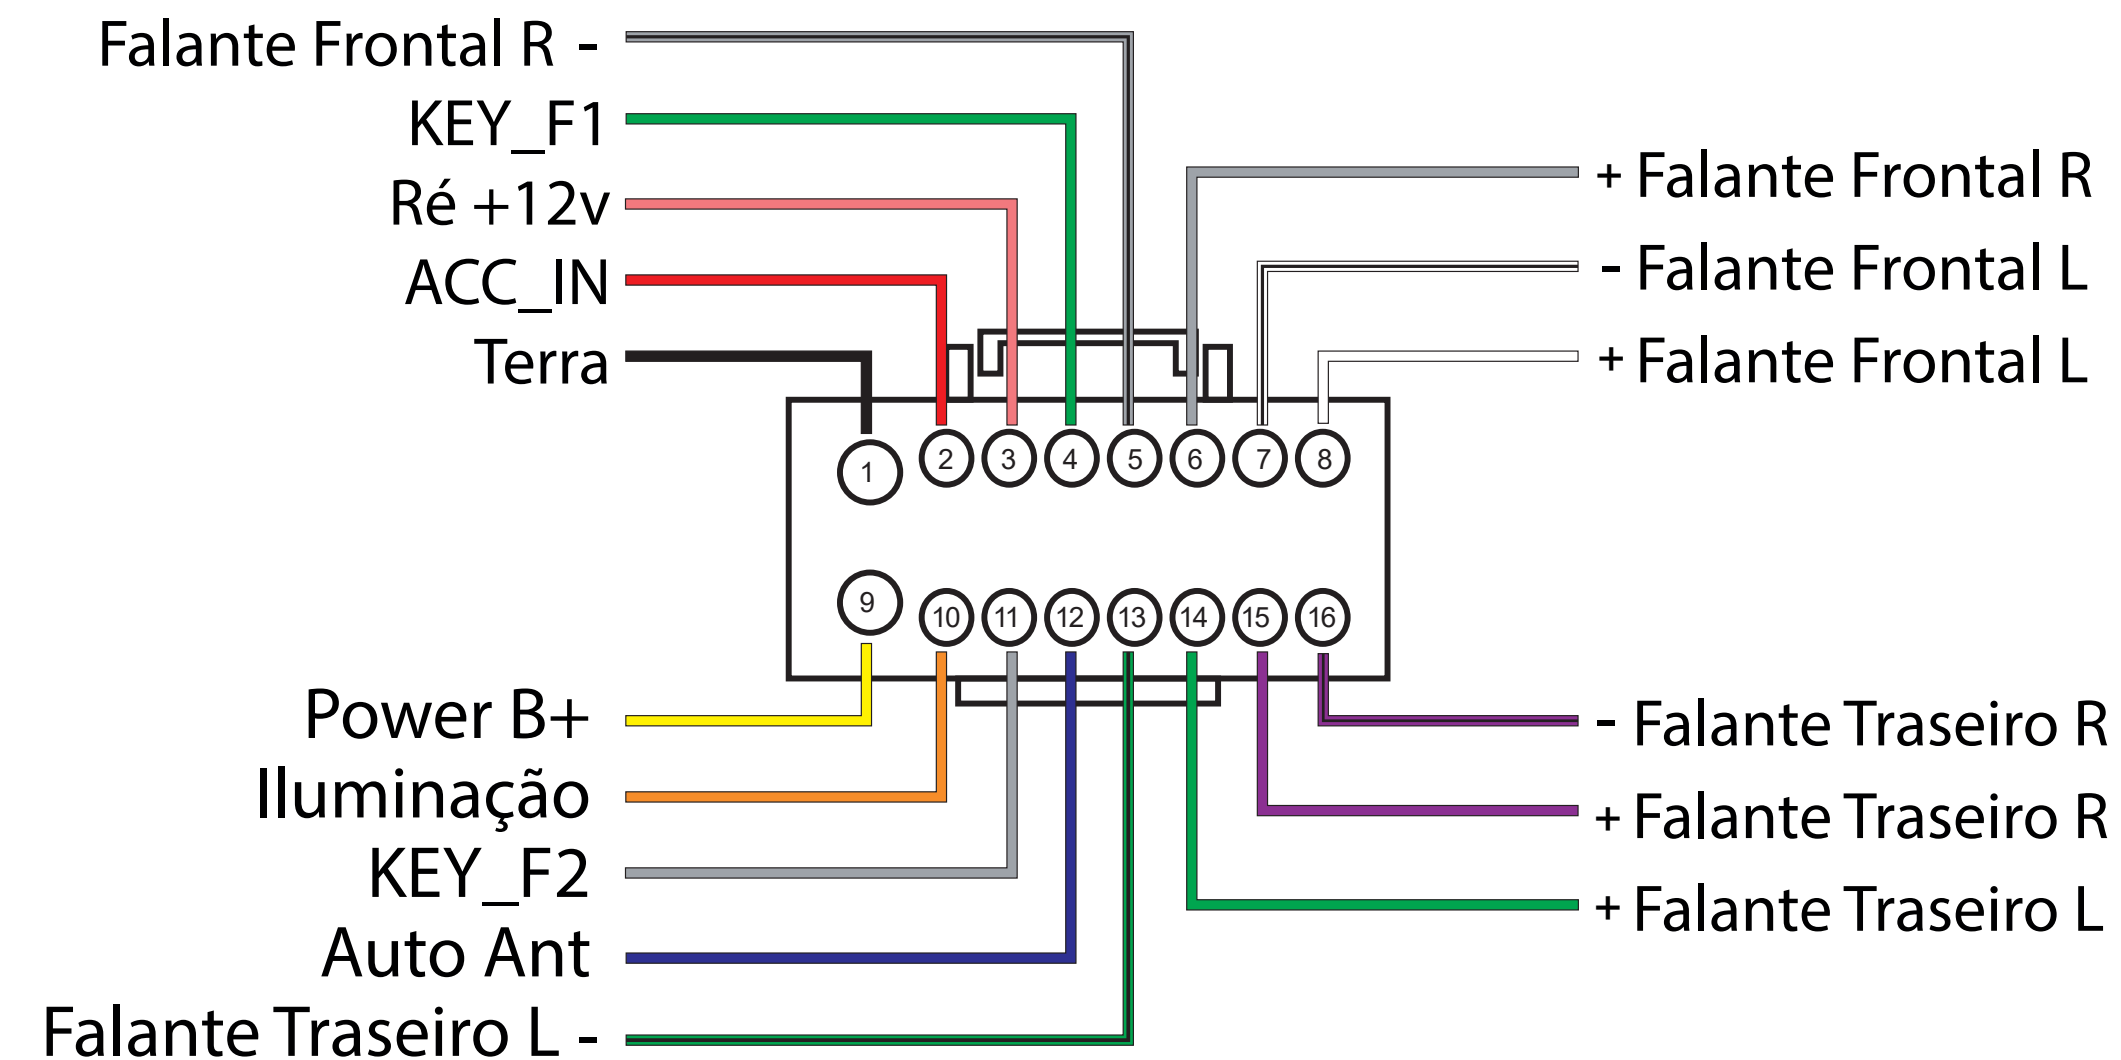 Falante Frontal R -
KEY_F1
Ré +12v
ACC_IN
Terra
+ Falante Frontal R
- Falante Frontal L
+ Falante Frontal L
1 2 3 4 5 6 7 8
9 10 11 12 13 14 15 16
Power B+
Iluminação
KEY_F2
Auto Ant
Falante Traseiro L -
- Falante Traseiro R
+ Falante Traseiro R
+ Falante Traseiro L